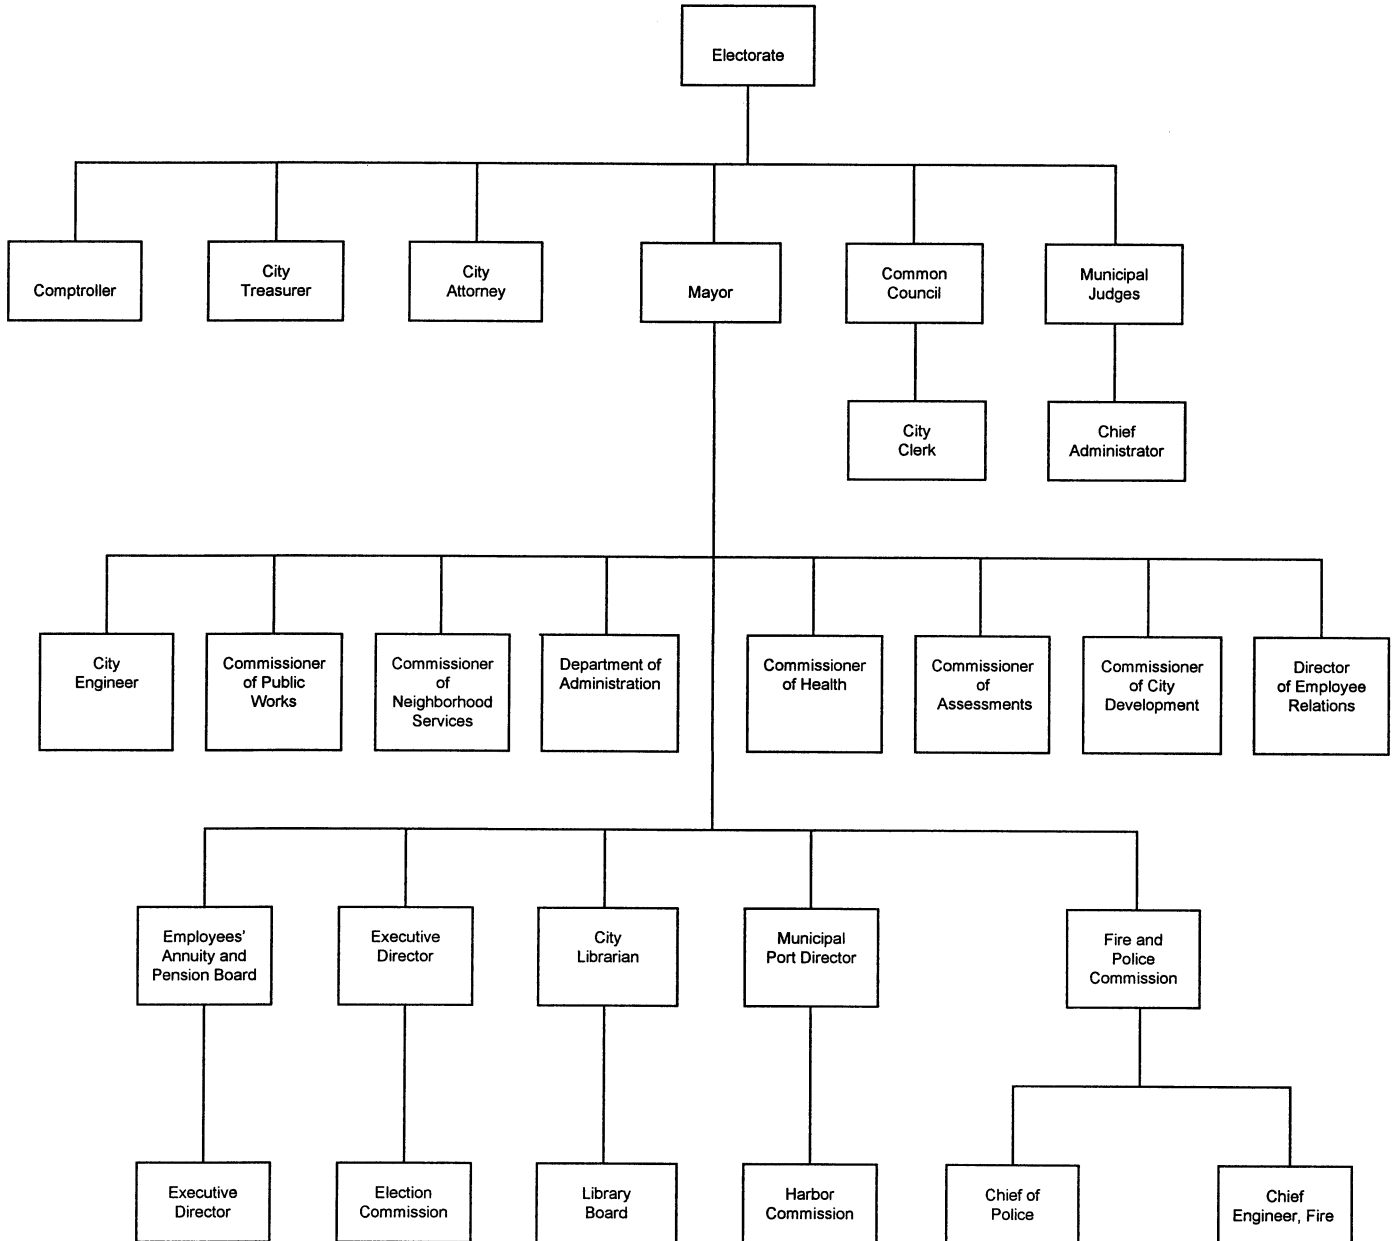 Electorate
Comptroller
City
Treasurer
City
Attorney
Mayor
Common
Council
Municipal
Judges
City
Clerk
Chief
Administrator
City
Engineer
Commissioner
of Public
Works
Commissioner
of
Neighborhood
Services
Department of
Administration
Commissioner
of Health
Commissioner
of
Assessments
Commissioner
of City
Development
Director
of Employee
Relations
Employees'
Annuity and
Pension Board
Executive
Director
City
Librarian
Municipal
Port Director
Fire and
Police
Commission
Executive
Director
Election
Commission
Library
Board
Harbor
Commission
Chief of
Police
Chief
Engineer, Fire